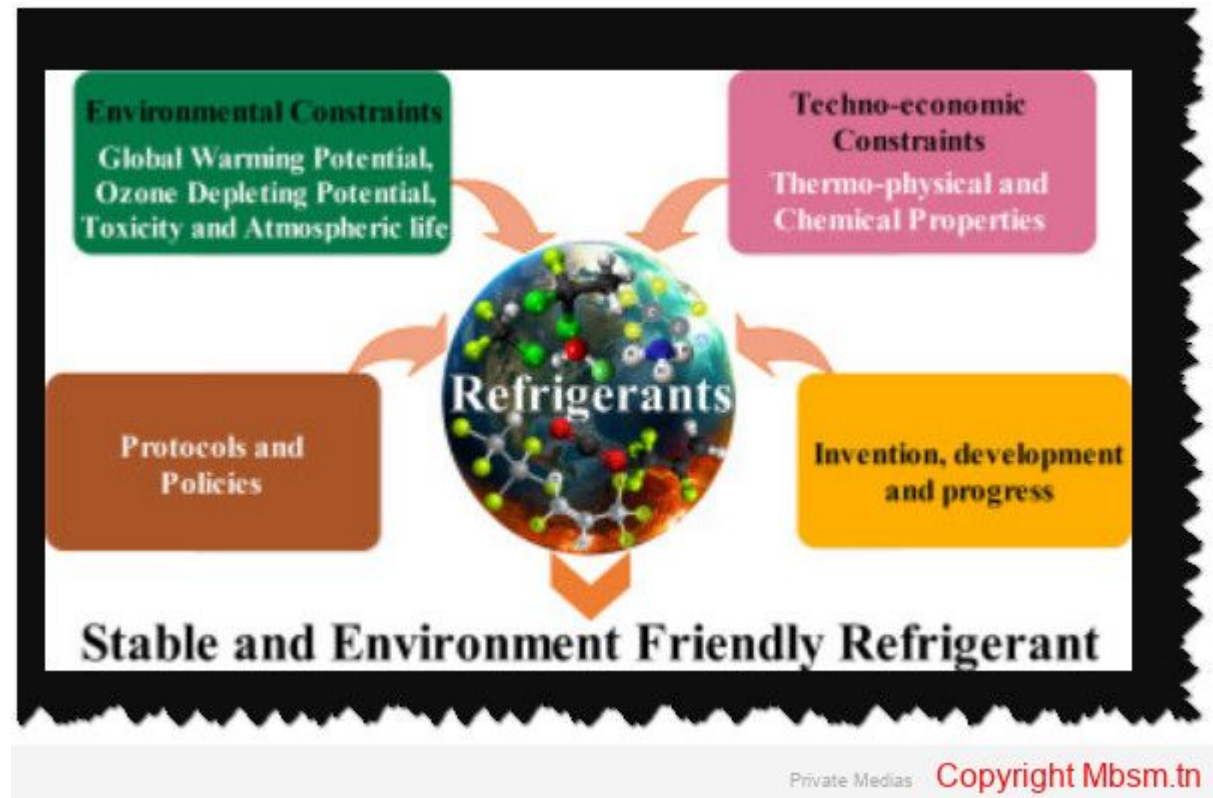 Environmental Constraints
Global Warming Potential,
Ozone Depleting Potential,
Toxicity and Atmospheric life
Techno-economic
Constraints
Thermo-physical and
Chemical Properties
Refrigerants
Protocols and
Policies
Invention, development
and progress
Stable and Environment Friendly Refrigerant
Private Medias
Copyright Mbsm.tn